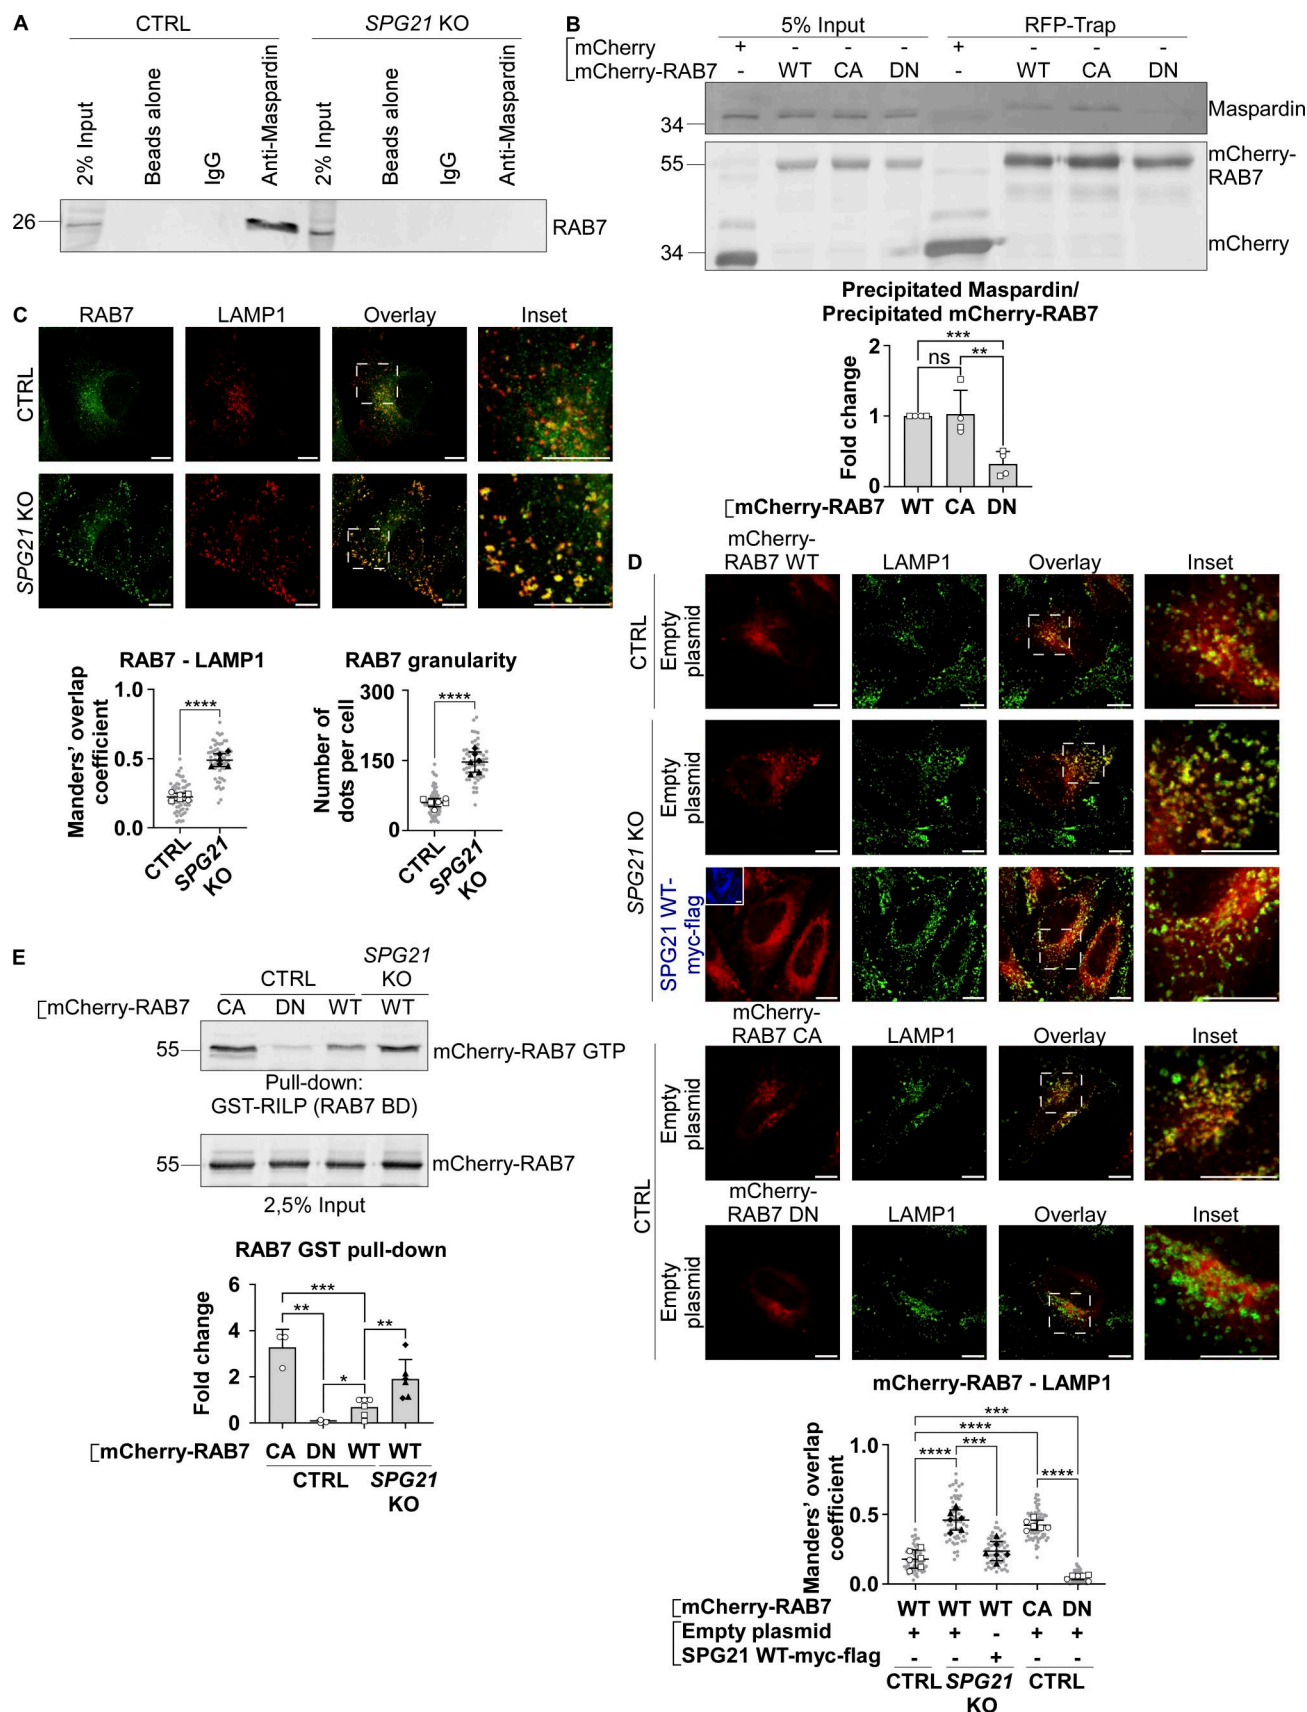 A
CTRL
SPG21 KO
2% Input
Beads alone
IgG
Anti-Maspardin
2% Input
Beads alone
IgG
Anti-Maspardin
26
RAB7
B
5% Input
RFP-Trap
mCherry + - - - + - - -
mCherry-RAB7 - WT CA DN - WT CA DN
34
Maspardin
55
mCherry-
RAB7
34
mCherry
Precipitated Maspardin/
Precipitated mCherry-RAB7
Fold change
2
1
0
***
ns
**
[mCherry-RAB7 WT CA DN
C
RAB7
LAMP1
Overlay
Inset
CTRL
SPG21 KO
RAB7 - LAMP1
Manders' overlap
coefficient
1.0
0.5
0.0
****
CTRL
SPG21
KO
RAB7 granularity
Number of
dots per cell
300
150
0
****
CTRL
SPG21
KO
D
mCherry-
RAB7 WT
LAMP1
Overlay
Inset
CTRL
Empty
plasmid
SPG21 KO
Empty
plasmid
SPG21 WT-
myc-flag
mCherry-
RAB7 CA
LAMP1
Overlay
Inset
CTRL
Empty
plasmid
mCherry-
RAB7 DN
LAMP1
Overlay
Inset
Empty
plasmid
mCherry-RAB7 - LAMP1
Manders' overlap
coefficient
1.0
0.5
0.0
***
****
****
***
****
[mCherry-RAB7 WT WT WT CA DN
Empty plasmid + + - + +
SPG21 WT-myc-flag - - + - -
CTRL SPG21 CTRL
KO
E
SPG21
CTRL KO
[mCherry-RAB7 CA DN WT WT
55
mCherry-RAB7 GTP
Pull-down:
GST-RILP (RAB7 BD)
55
mCherry-RAB7
2,5% Input
RAB7 GST pull-down
Fold change
6
4
2
0
***
**
**
*
[mCherry-RAB7 CA DN WT WT
CTRL SPG21
KO